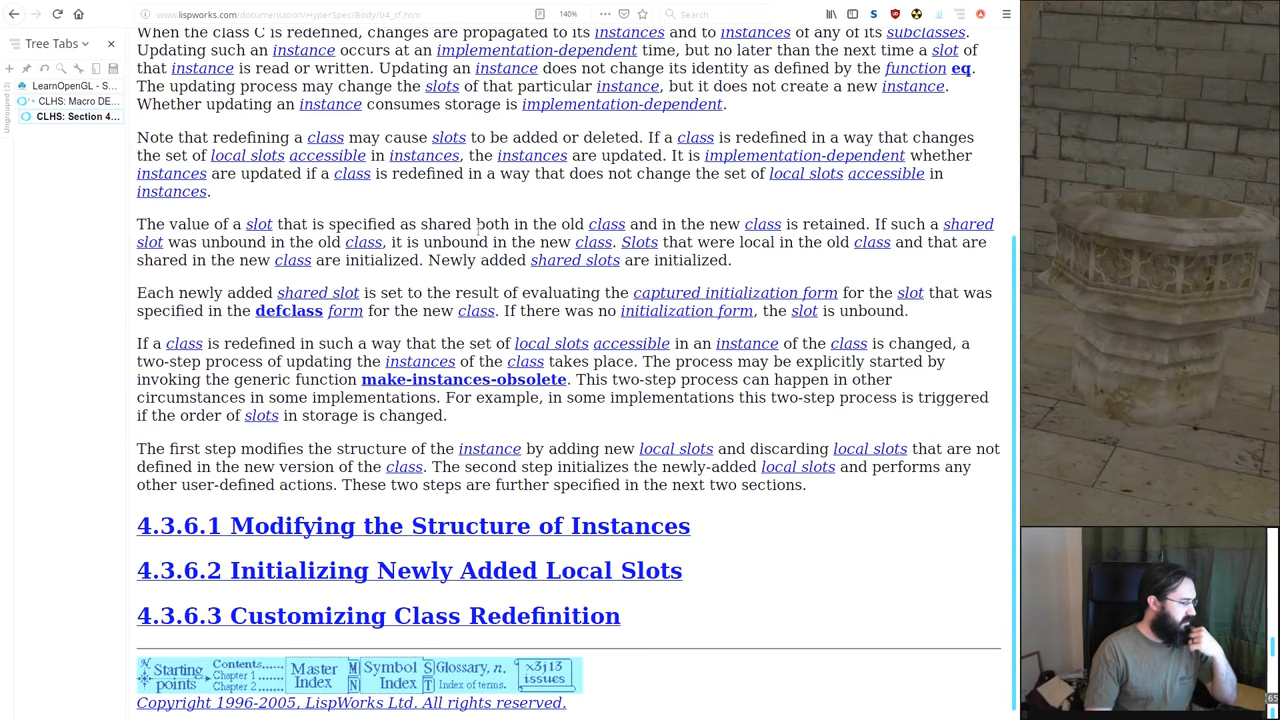 www.lispworks.com/documentation/HyperSpec/Body/04_cf.htm
140%
Search
Tree Tabs
Ungrouped (2)
LearnOpenGL - S...
CLHS: Macro DE...
CLHS: Section 4...
When the class C is redefined, changes are propagated to its instances and to instances of any of its subclasses.
Updating such an instance occurs at an implementation-dependent time, but no later than the next time a slot of
that instance is read or written. Updating an instance does not change its identity as defined by the function eq.
The updating process may change the slots of that particular instance, but it does not create a new instance.
Whether updating an instance consumes storage is implementation-dependent.
Note that redefining a class may cause slots to be added or deleted. If a class is redefined in a way that changes
the set of local slots accessible in instances, the instances are updated. It is implementation-dependent whether
instances are updated if a class is redefined in a way that does not change the set of local slots accessible in
instances.
The value of a slot that is specified as shared both in the old class and in the new class is retained. If such a shared
slot was unbound in the old class, it is unbound in the new class. Slots that were local in the old class and that are
shared in the new class are initialized. Newly added shared slots are initialized.
Each newly added shared slot is set to the result of evaluating the captured initialization form for the slot that was
specified in the defclass form for the new class. If there was no initialization form, the slot is unbound.
If a class is redefined in such a way that the set of local slots accessible in an instance of the class is changed, a
two-step process of updating the instances of the class takes place. The process may be explicitly started by
invoking the generic function make-instances-obsolete. This two-step process can happen in other
circumstances in some implementations. For example, in some implementations this two-step process is triggered
if the order of slots in storage is changed.
The first step modifies the structure of the instance by adding new local slots and discarding local slots that are not
defined in the new version of the class. The second step initializes the newly-added local slots and performs any
other user-defined actions. These two steps are further specified in the next two sections.
4.3.6.1 Modifying the Structure of Instances
4.3.6.2 Initializing Newly Added Local Slots
4.3.6.3 Customizing Class Redefinition
N
Starting points
Contents......
Chapter 1......
Chapter 2......
Master Index
M
N
Symbol Index
S
T
Glossary, n.
Index of terms.
x3j13 issues
Copyright 1996-2005, LispWorks Ltd. All rights reserved.
65